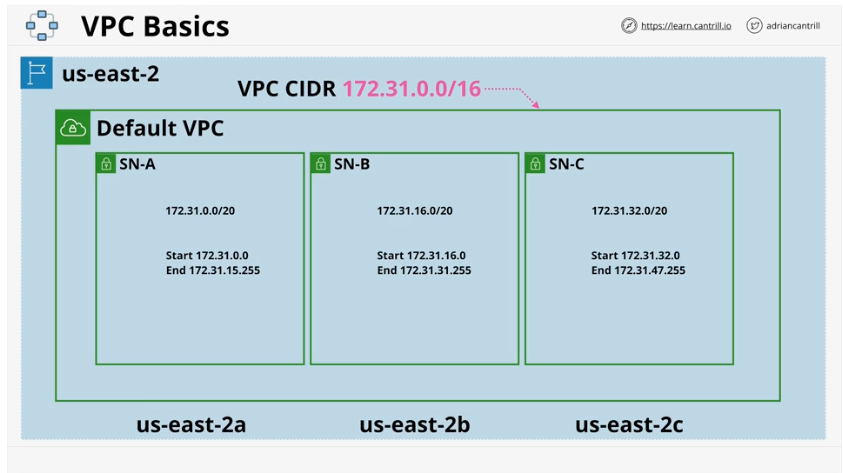 VPC Basics
https://learn.cantrill.io
adriancantrill
us-east-2
VPC CIDR 172.31.0.0/16
Default VPC
SN-A
SN-B
SN-C
172.31.0.0/20
172.31.16.0/20
172.31.32.0/20
Start 172.31.0.0
End 172.31.15.255
Start 172.31.16.0
End 172.31.31.255
Start 172.31.32.0
End 172.31.47.255
us-east-2a
us-east-2b
us-east-2c